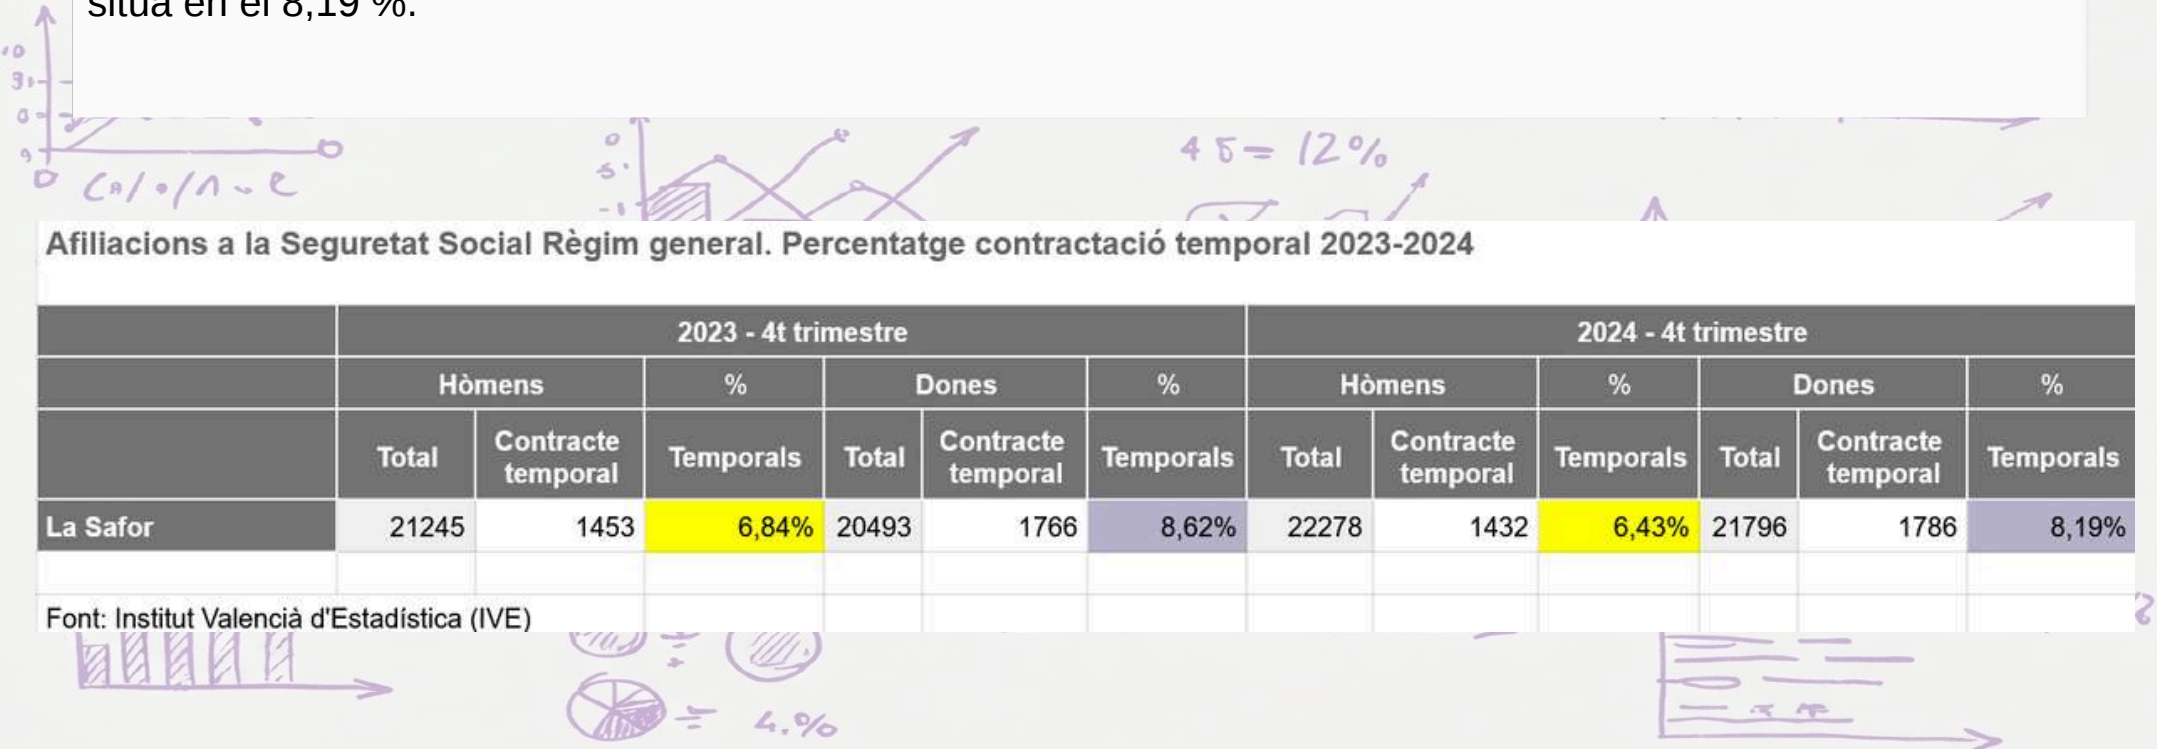 situa en el 8,19 %.
45 = 12%
Afiliacions a la Seguretat Social Règim general. Percentatge contractació temporal 2023-2024
2023 - 4t trimestre 2024 - 4t trimestre
Hòmens % Dones % Hòmens % Dones %
Total Contracte temporal Temporals Total Contracte temporal Temporals Total Contracte temporal Temporals Total Contracte temporal Temporals
La Safor 21245 1453 6,84% 20493 1766 8,62% 22278 1432 6,43% 21796 1786 8,19%
Font: Institut Valencià d'Estadística (IVE)
= 4.%